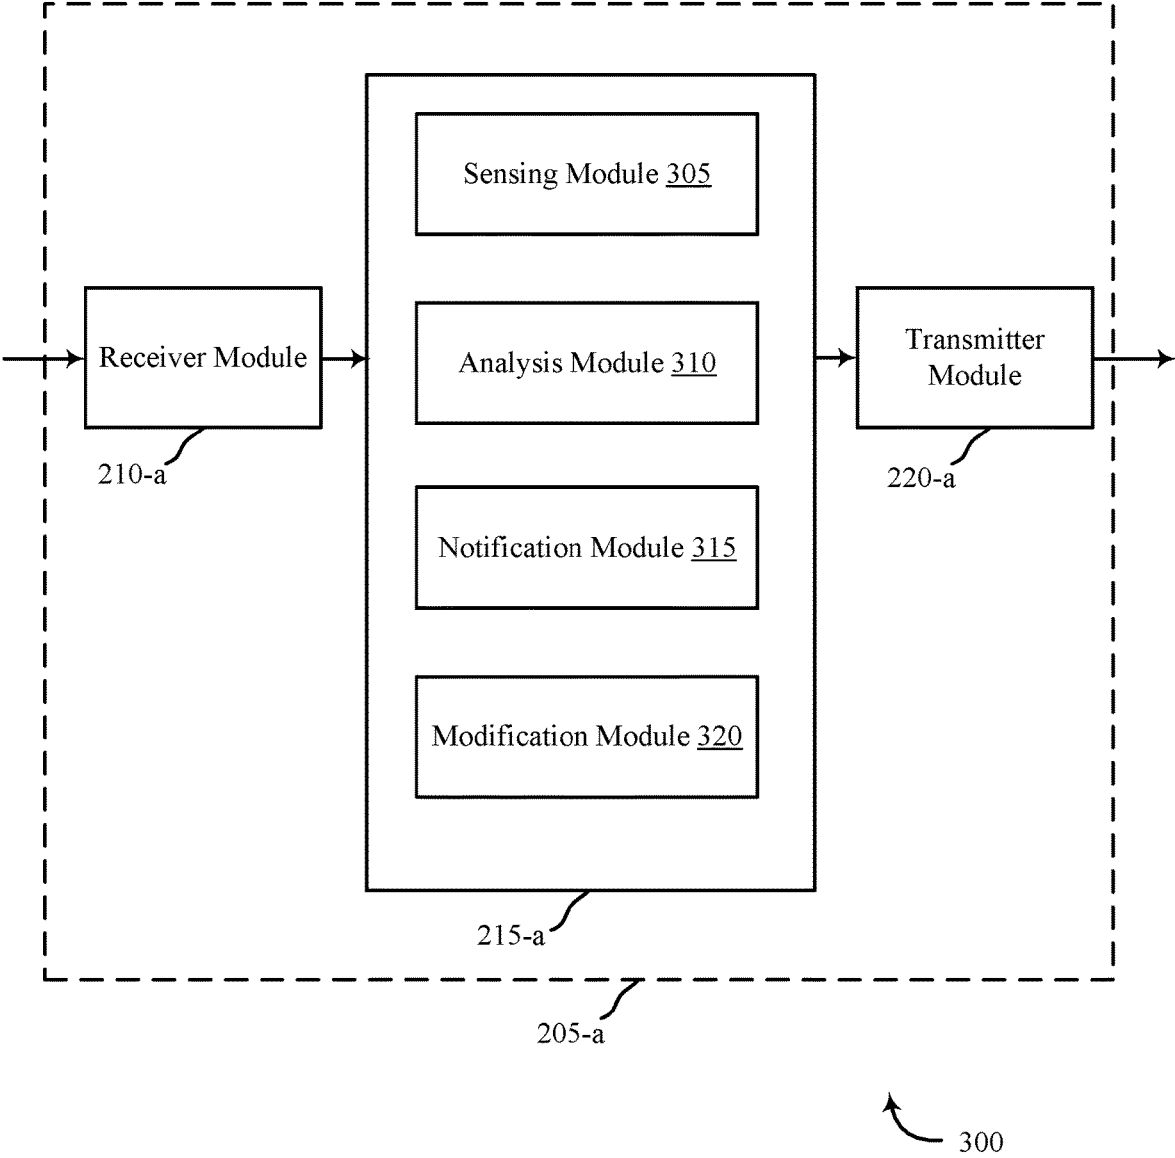 Sensing Module 305
Receiver Module
210-a
Analysis Module 310
Transmitter
Module
220-a
Notification Module 315
Modification Module 320
215-a
205-a
300